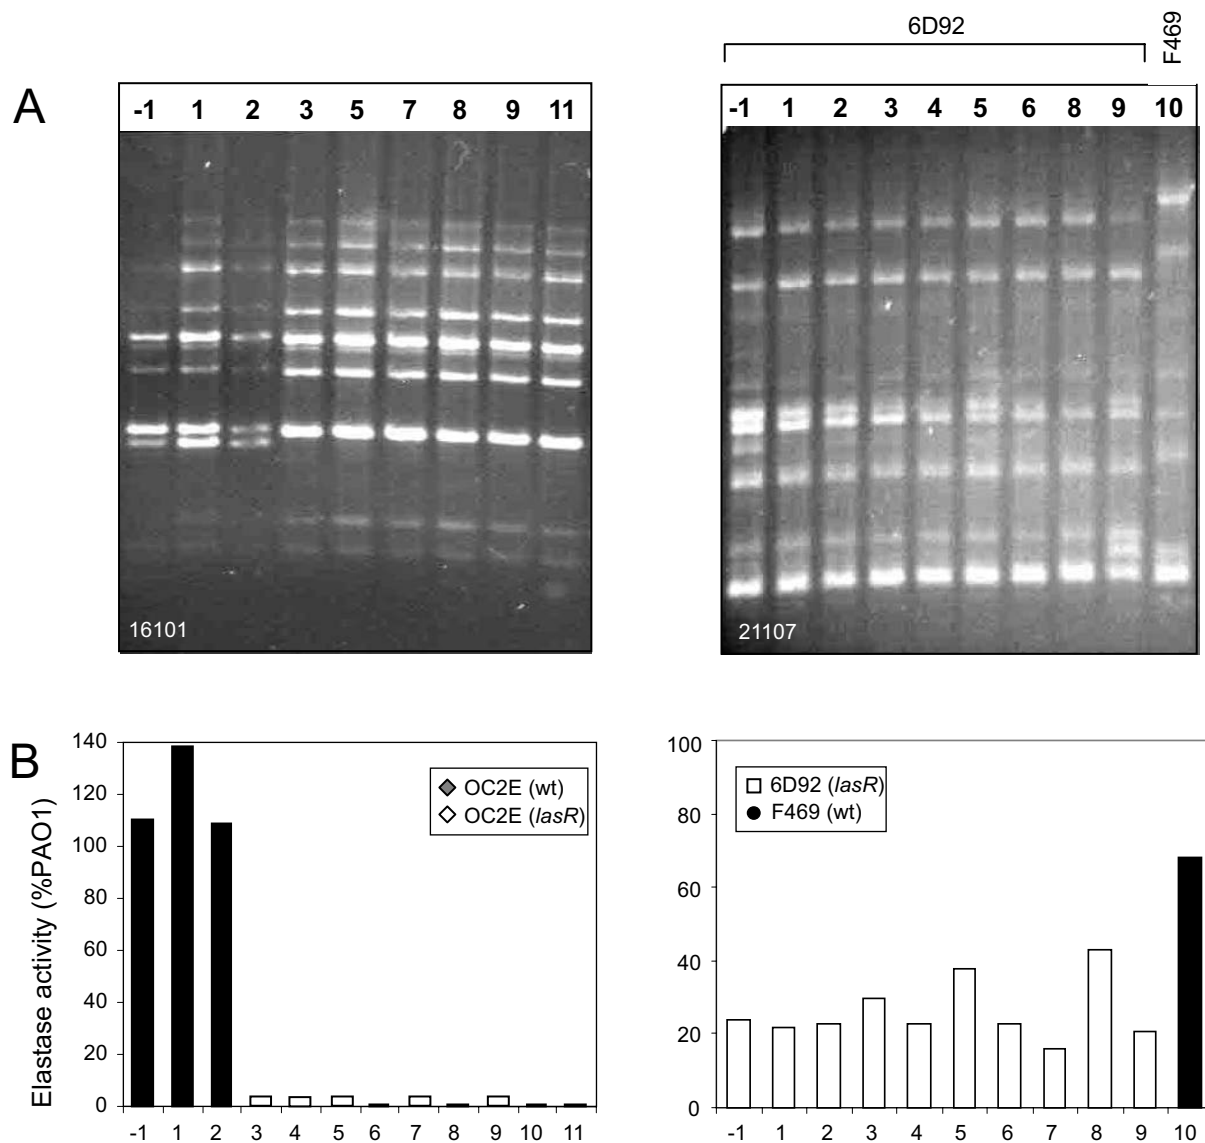 6D92
F469
A
-1 1 2 3 5 7 8 9 11
-1 1 2 3 4 5 6 8 9 10
16101
21107
B
Elastase activity (%PAO1)
140
120
100
80
60
40
20
0
OC2E (wt)
OC2E (lasR)
-1 1 2 3 4 5 6 7 8 9 10 11
100
80
60
40
20
0
6D92 (lasR)
F469 (wt)
-1 1 2 3 4 5 6 7 8 9 10